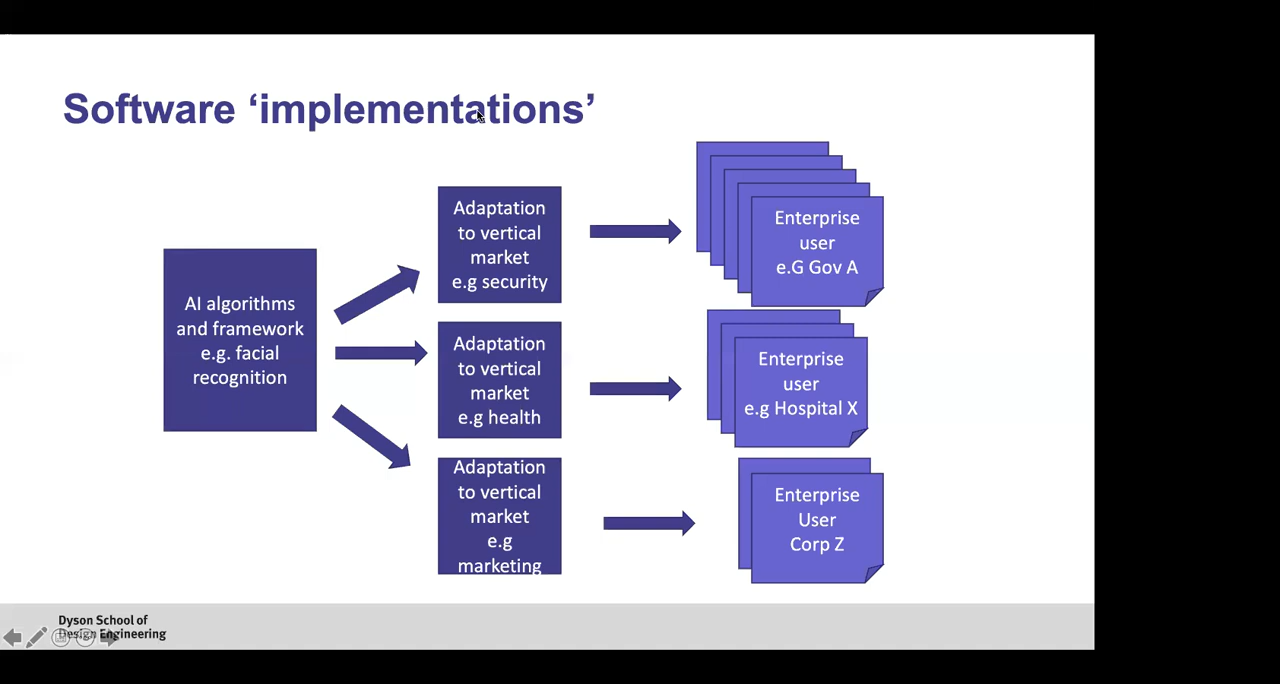 Software ‘implementations’
AI algorithms
and framework
e.g. facial
recognition
Adaptation
to vertical
market
e.g security
Enterprise
user
e.G Gov A
Adaptation
to vertical
market
e.g health
Enterprise
user
e.g Hospital X
Adaptation
to vertical
market
e.g
marketing
Enterprise
User
Corp Z
Dyson School of
Design Engineering